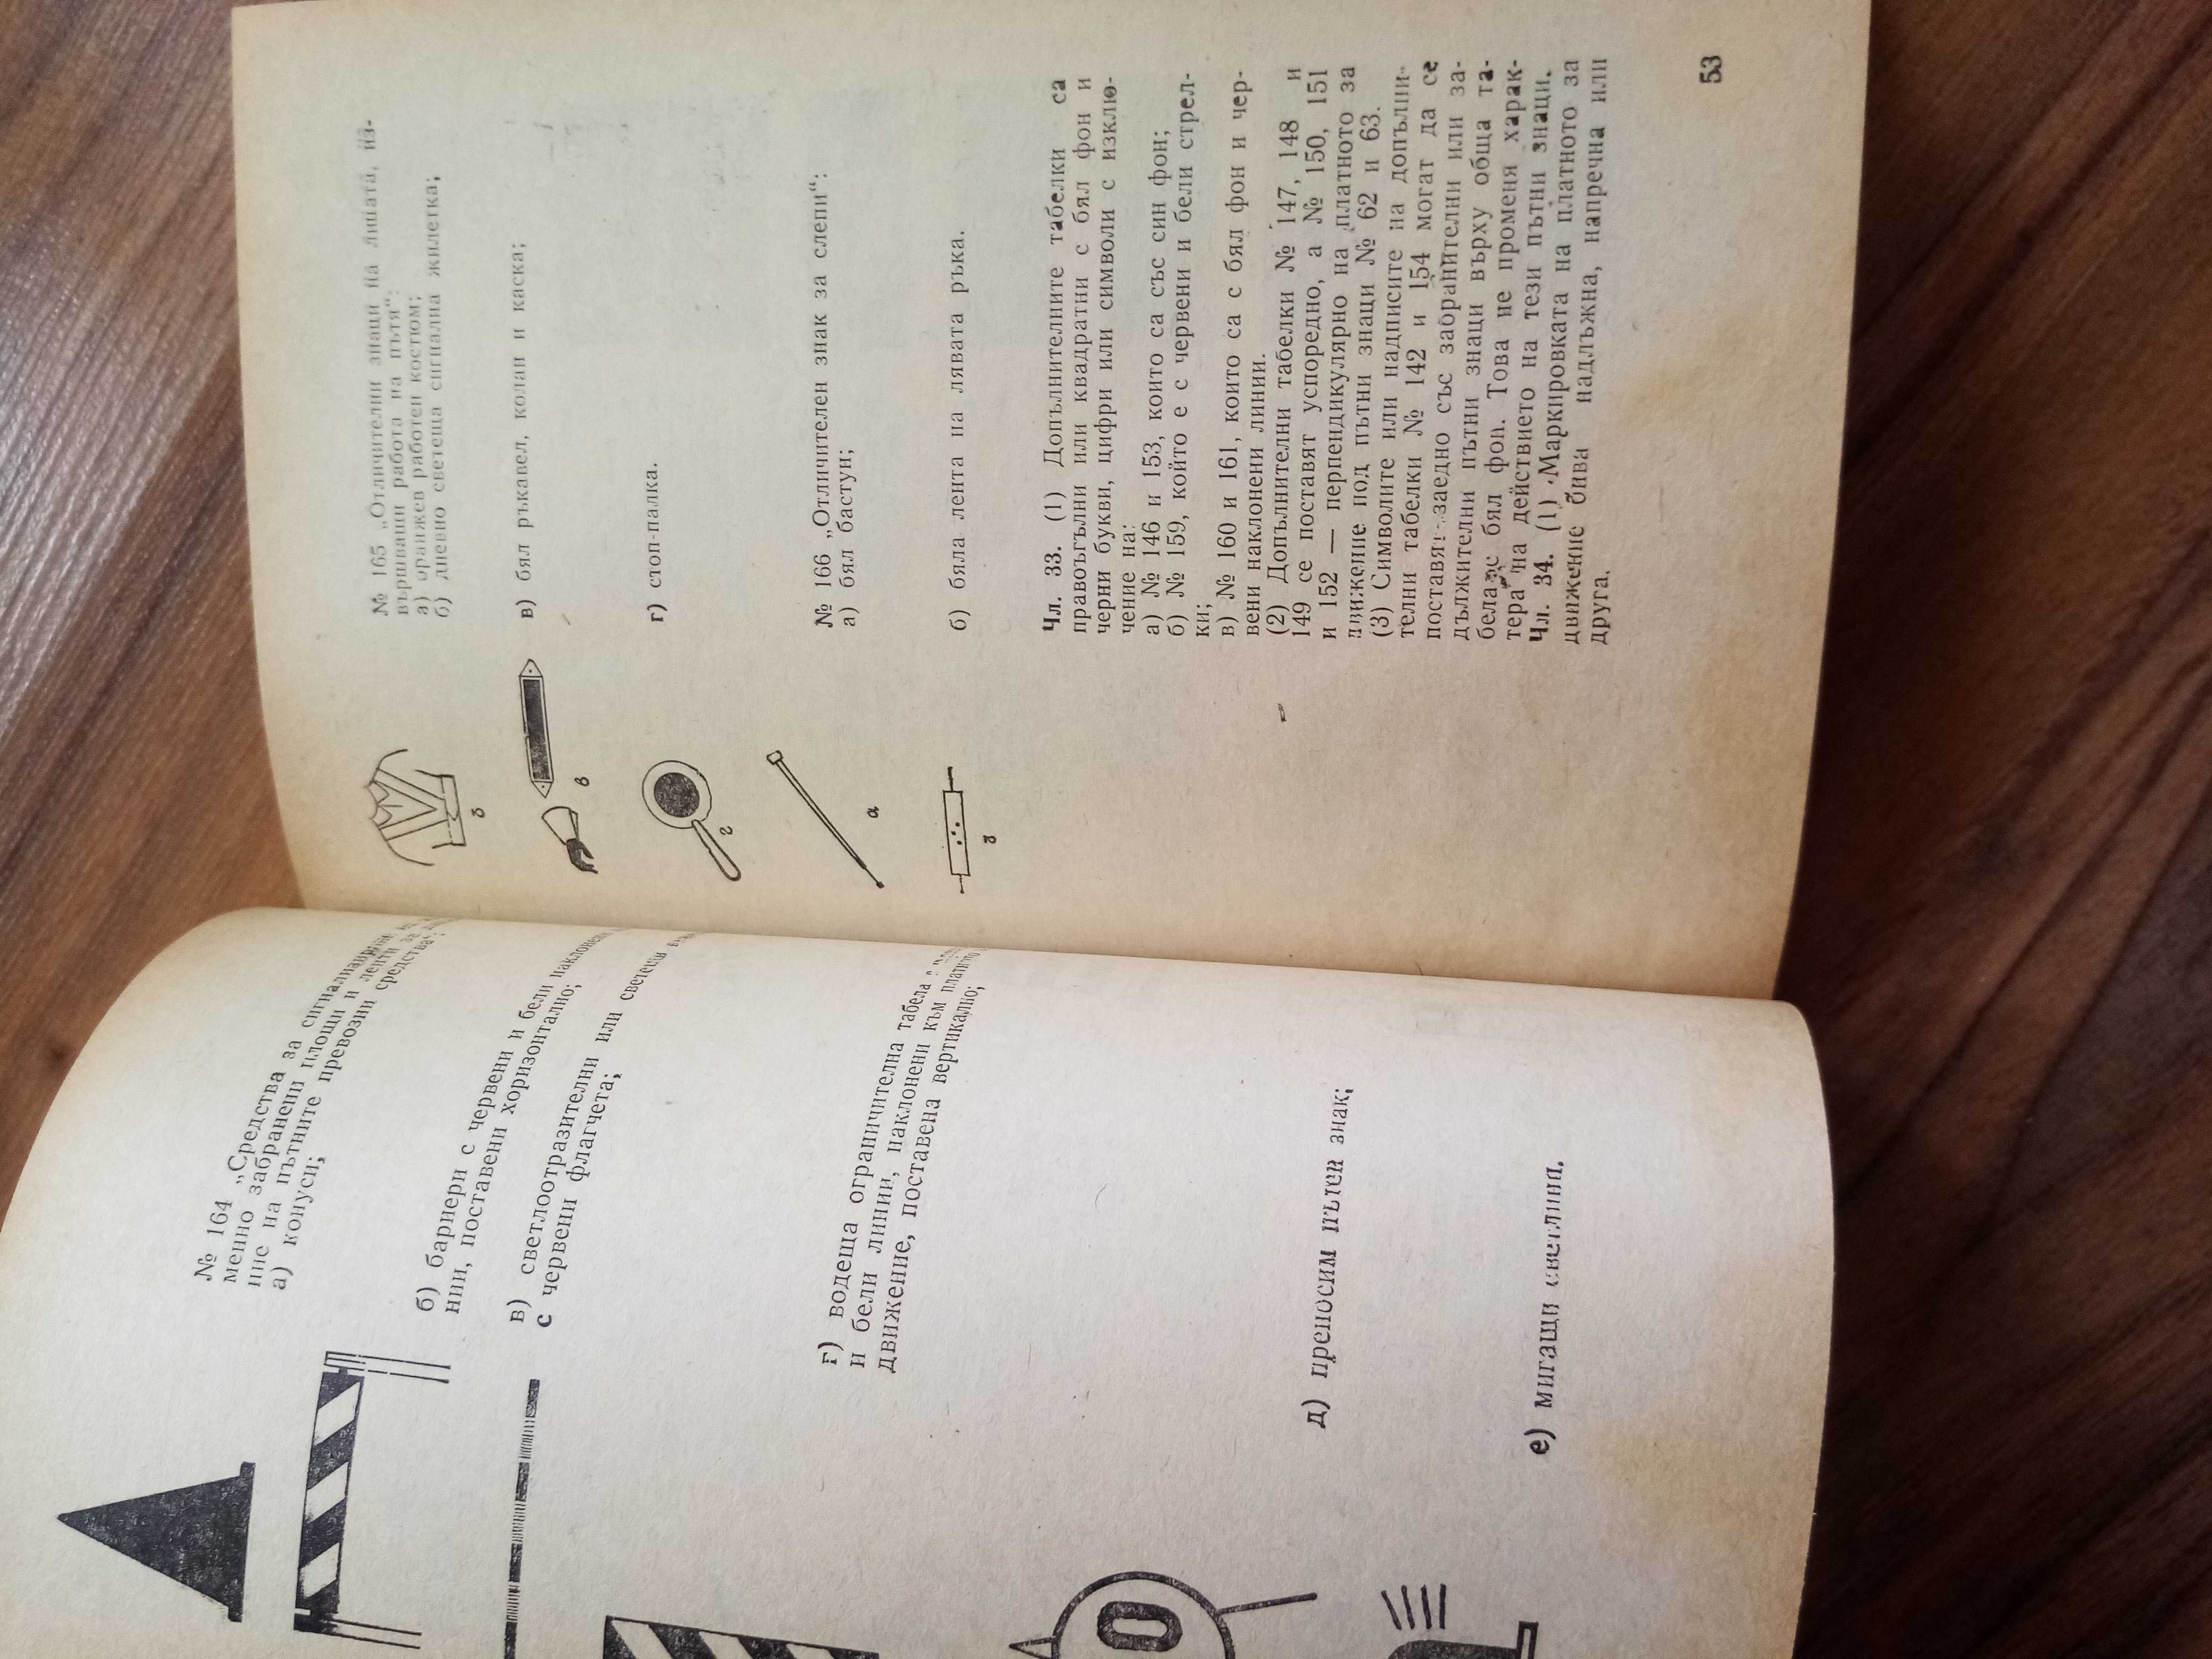 № 164 „Средства за сигнализиране
менно забранени площи и ленти за
ние на пътните превозни средства“:
а) конуси;
б) бариери с червени и бели наклонени
нии, поставени хоризонтално;
в) светлоотразителни или светещи
с червени флагчета;
г) водеща ограничителна табела с
и бели линии, наклонени към платното
движение, поставена вертикално;
д) преносим пътен знак;
е) мигащи светлини.
0
№ 165 „Отличителни знаци на лицата, из-
вършващи работа на пътя“:
а) оранжев работен костюм;
б) дневно светеща сигнална жилетка;
б
в) бял ръкавел, колан и каска;
в
г) стоп-палка.
г
№ 166 „Отличителен знак за слепи“:
а) бял бастун;
а
б) бяла лента на лявата ръка.
б
Чл. 33. (1) Допълнителните табелки са
правоъгълни или квадратни с бял фон и
черни букви, цифри или символи с изклю-
чение на:
а) № 146 и 153, които са със син фон;
б) № 159, който е с червени и бели стрел-
ки;
в) № 160 и 161, които са с бял фон и чер-
вени наклонени линии.
(2) Допълнителни табелки № 147, 148 и
149 се поставят успоредно, а № 150, 151
и 152 — перпендикулярно на платното за
движение под пътни знаци № 62 и 63.
(3) Символите или надписите на допълни-
телни табелки № 142 и 154 могат да се
поставят заедно със забранителни или за-
дължителни пътни знаци върху обща та-
бела с бял фон. Това не променя харак-
тера на действието на тези пътни знаци.
Чл. 34. (1) Маркировката на платното за
движение бива надлъжна, напречна или
друга.
53